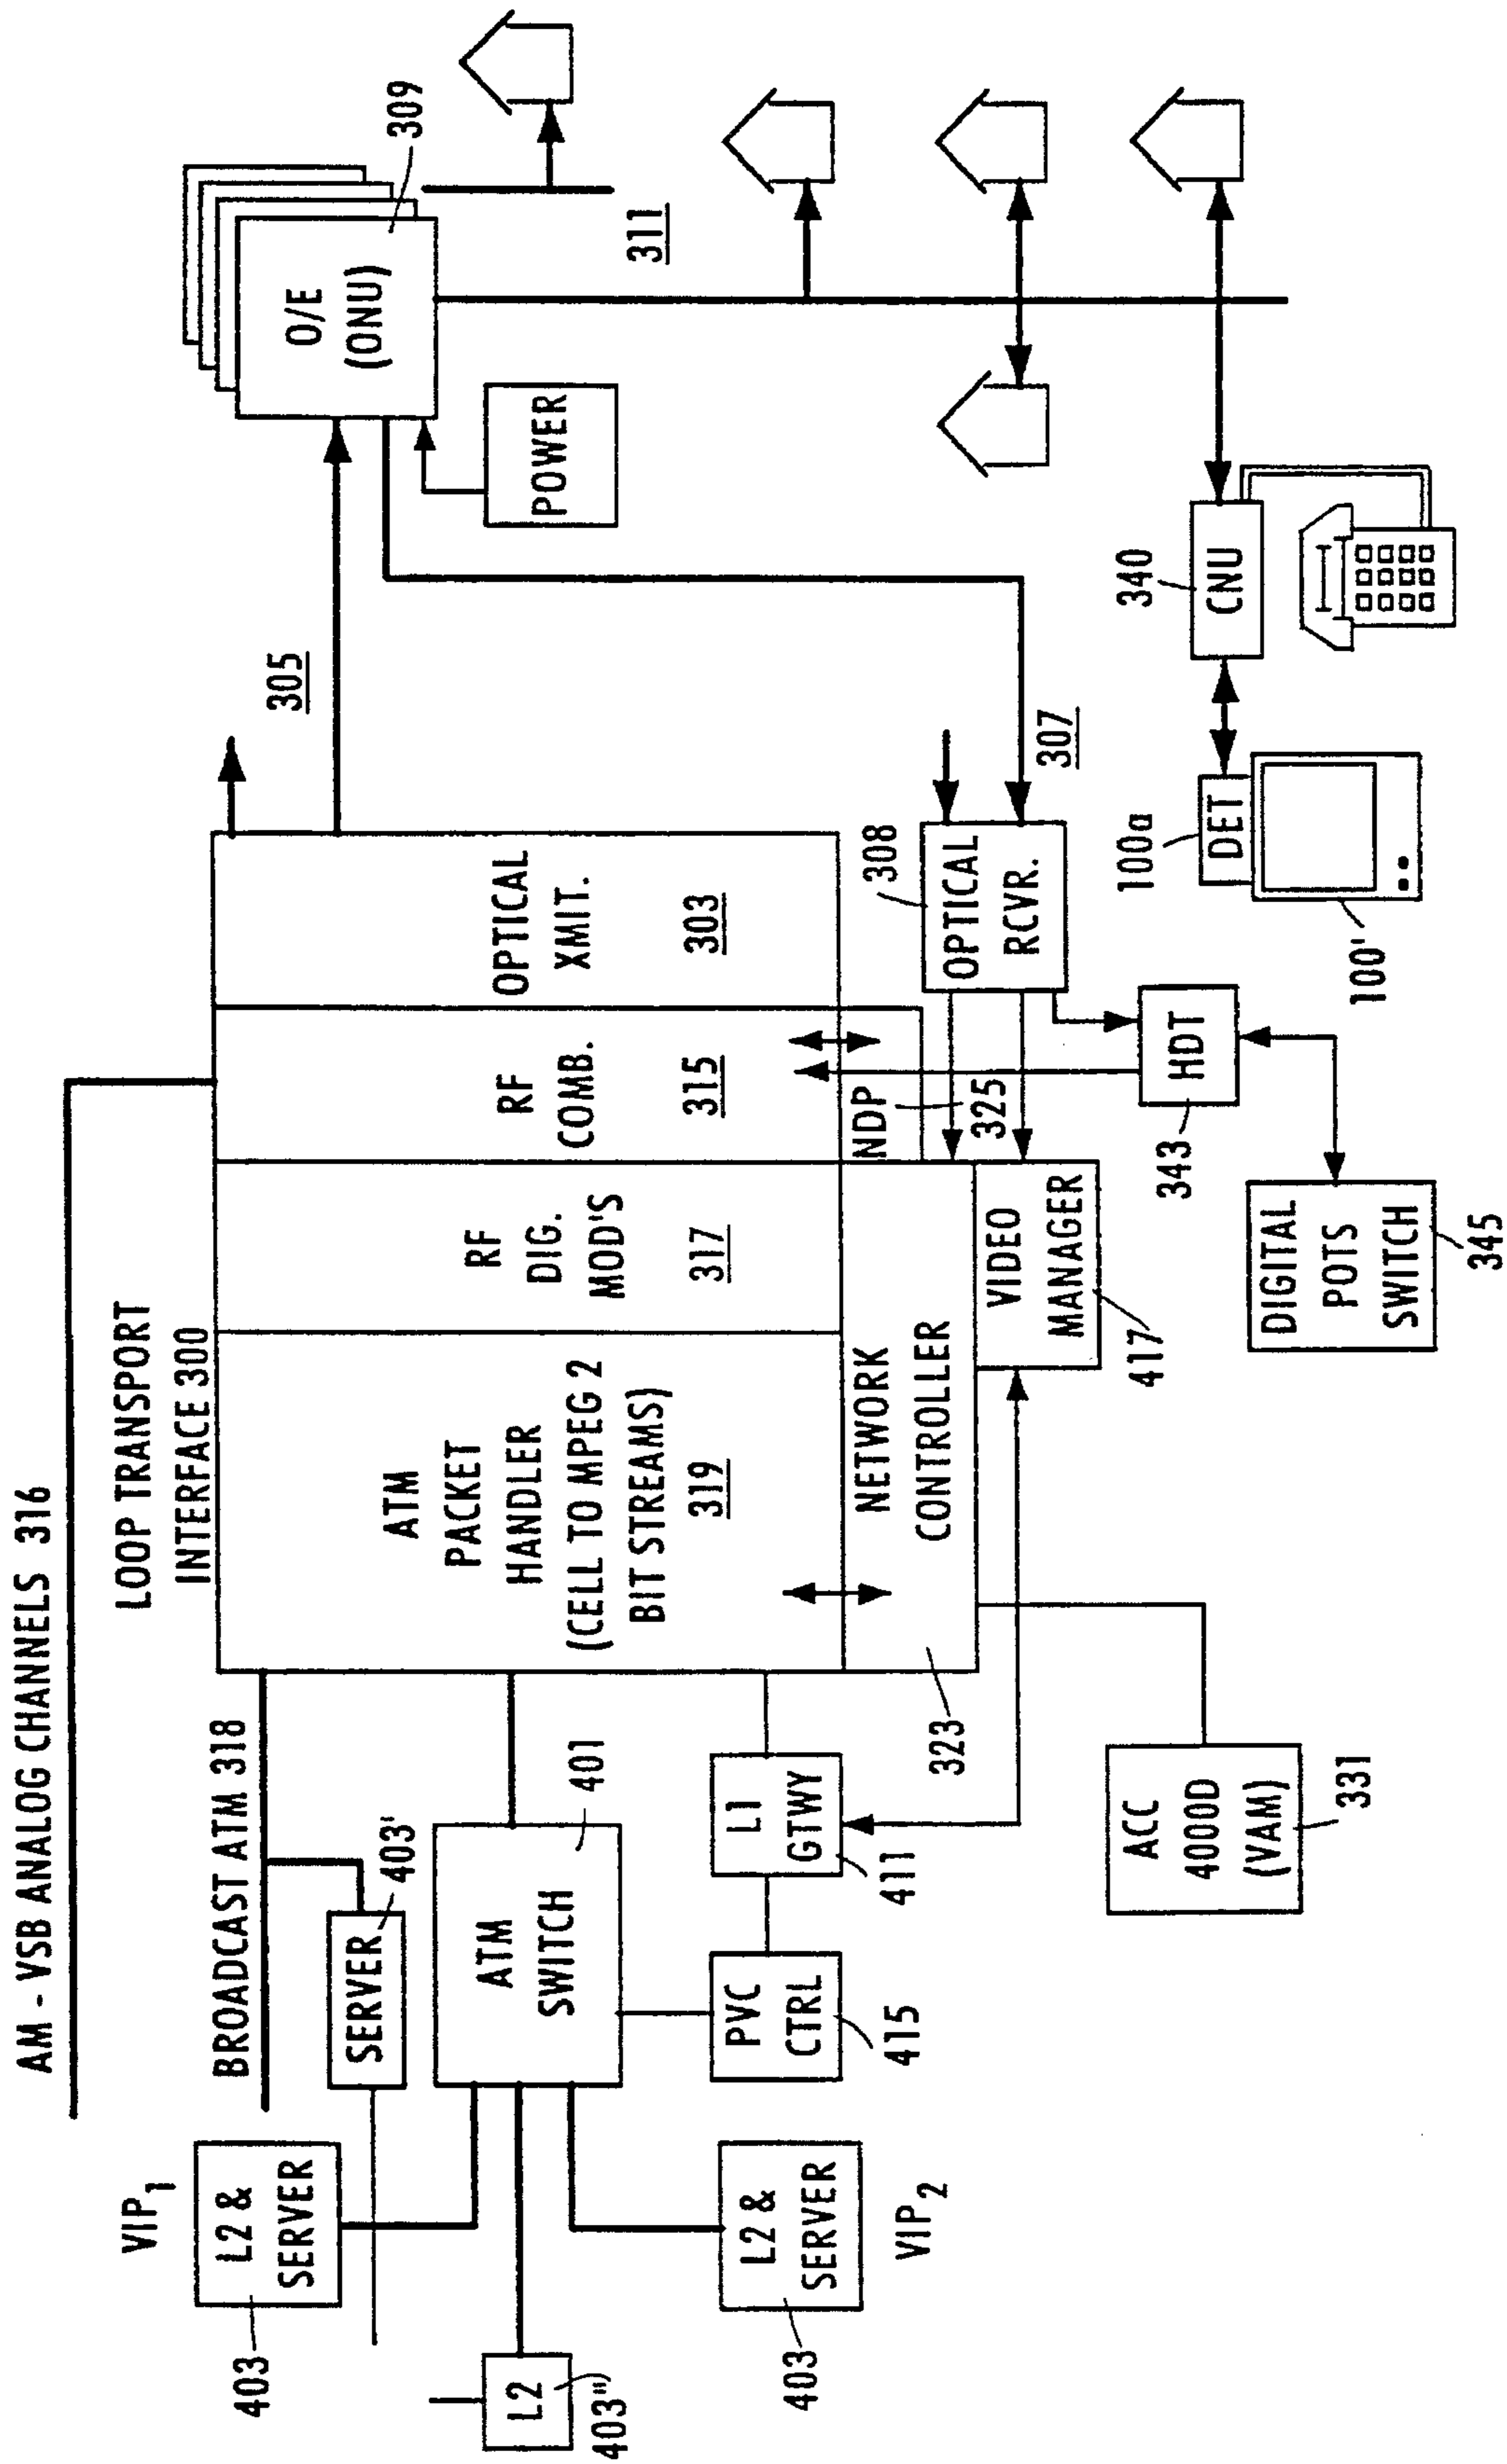 AM - VSB ANALOG CHANNELS 316
LOOP TRANSPORT
INTERFACE 300
BROADCAST ATM 318
VIP1
L2 &
SERVER
403
SERVER
403'
L2
403"
L2 &
SERVER
403
VIP2
ATM
SWITCH
401
PVC
CTRL
415
L1
GTWY
411
ATM
PACKET
HANDLER
(CELL TO MPEG 2
BIT STREAMS)
319
RF
DIG.
MOD'S
317
RF
COMB.
315
OPTICAL
XMIT.
303
NETWORK
CONTROLLER
323
NDP
325
VIDEO
MANAGER
417
ACC
4000D
(VAM)
331
OPTICAL
RCVR.
308
HDT
343
DIGITAL
POTS
SWITCH
345
305
307
O/E
(ONU)
309
POWER
311
CNU
340
DET
100a
100'